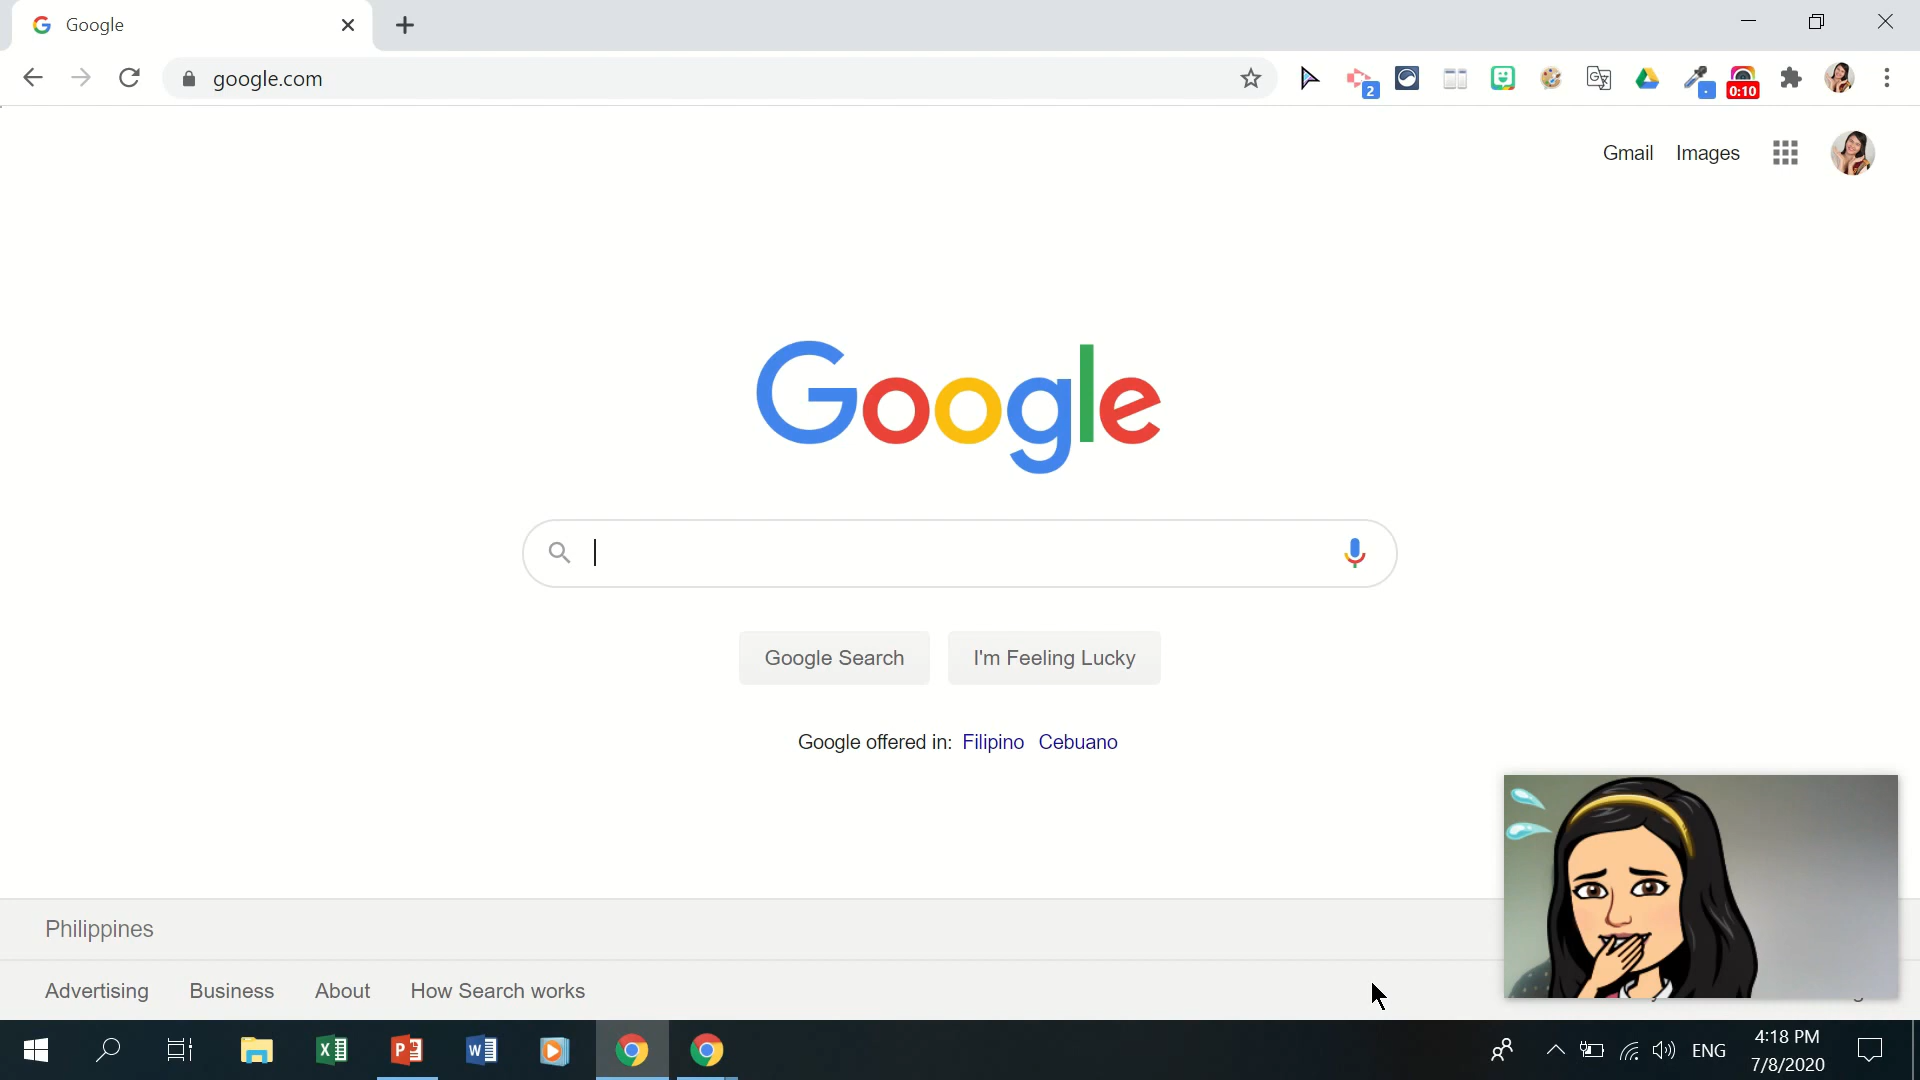 Google
google.com
2
0:10
Gmail Images
Google
Google Search I'm Feeling Lucky
Google offered in: Filipino Cebuano
Philippines
Advertising Business About How Search works
ENG
4:18 PM
7/8/2020